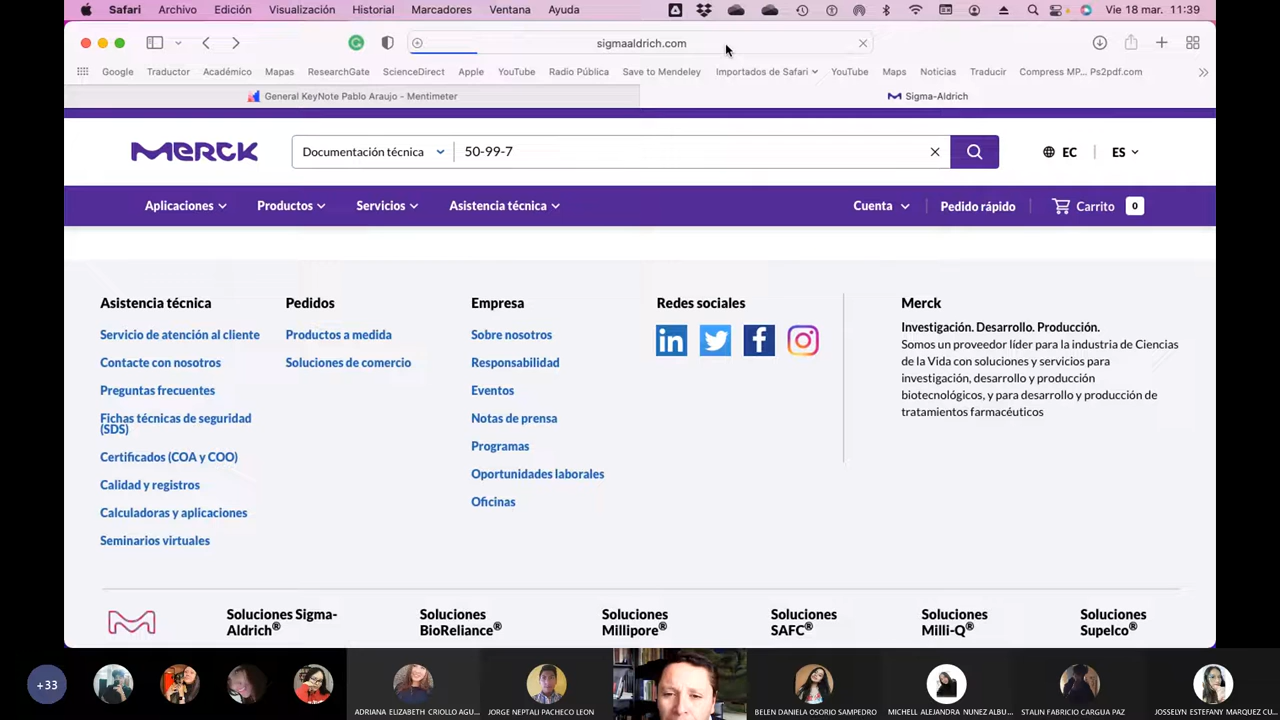 Safari Archivo Edición Visualización Historial Marcadores Ventana Ayuda Vie 18 mar. 11:39
sigmaaldrich.com
Google Traductor Académico Mapas ResearchGate ScienceDirect Apple YouTube Radio Pública Save to Mendeley Importados de Safari YouTube Maps Noticias Traducir Compress MP... Ps2pdf.com
General KeyNote Pablo Araujo - Mentimeter Sigma-Aldrich
MERCK Documentación técnica 50-99-7 EC ES
Aplicaciones Productos Servicios Asistencia técnica Cuenta Pedido rápido Carrito 0
Asistencia técnica
Servicio de atención al cliente
Contacte con nosotros
Preguntas frecuentes
Fichas técnicas de seguridad
(SDS)
Certificados (COA y COO)
Calidad y registros
Calculadoras y aplicaciones
Seminarios virtuales
Pedidos
Productos a medida
Soluciones de comercio
Empresa
Sobre nosotros
Responsabilidad
Eventos
Notas de prensa
Programas
Oportunidades laborales
Oficinas
Redes sociales
Merck
Investigación. Desarrollo. Producción.
Somos un proveedor líder para la industria de Ciencias
de la Vida con soluciones y servicios para
investigación, desarrollo y producción
biotecnológicos, y para desarrollo y producción de
tratamientos farmacéuticos
Soluciones Sigma-
Aldrich®
Soluciones
BioReliance®
Soluciones
Millipore®
Soluciones
SAFC®
Soluciones
Milli-Q®
Soluciones
Supelco®
+33
ADRIANA ELIZABETH CRIOLLO AGU... JORGE NEPTALI PACHECO LEON BELEN DANIELA OSORIO SAMPEDRO MICHELL ALEJANDRA NUNEZ ALBU... STALIN FABRICIO CARGUA PAZ JOSSELYN ESTEFANY MARQUEZ CU...